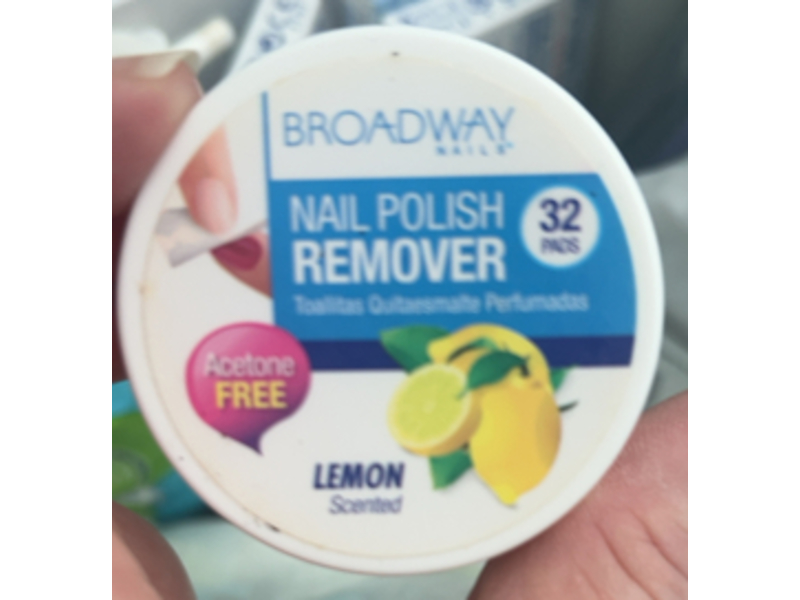 BROADWAY
NAILS
NAIL POLISH
REMOVER
32
PADS
Toallitas Quitaesmalte Perfumadas
Acetone
FREE
LEMON
Scented